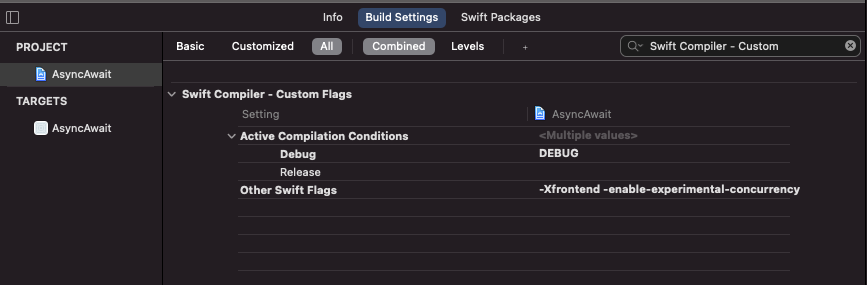 Info Build Settings Swift Packages
PROJECT
AsyncAwait
TARGETS
AsyncAwait
Basic Customized All Combined Levels + Swift Compiler - Custom
Swift Compiler - Custom Flags
Setting AsyncAwait
Active Compilation Conditions <Multiple values>
Debug DEBUG
Release
Other Swift Flags -Xfrontend -enable-experimental-concurrency